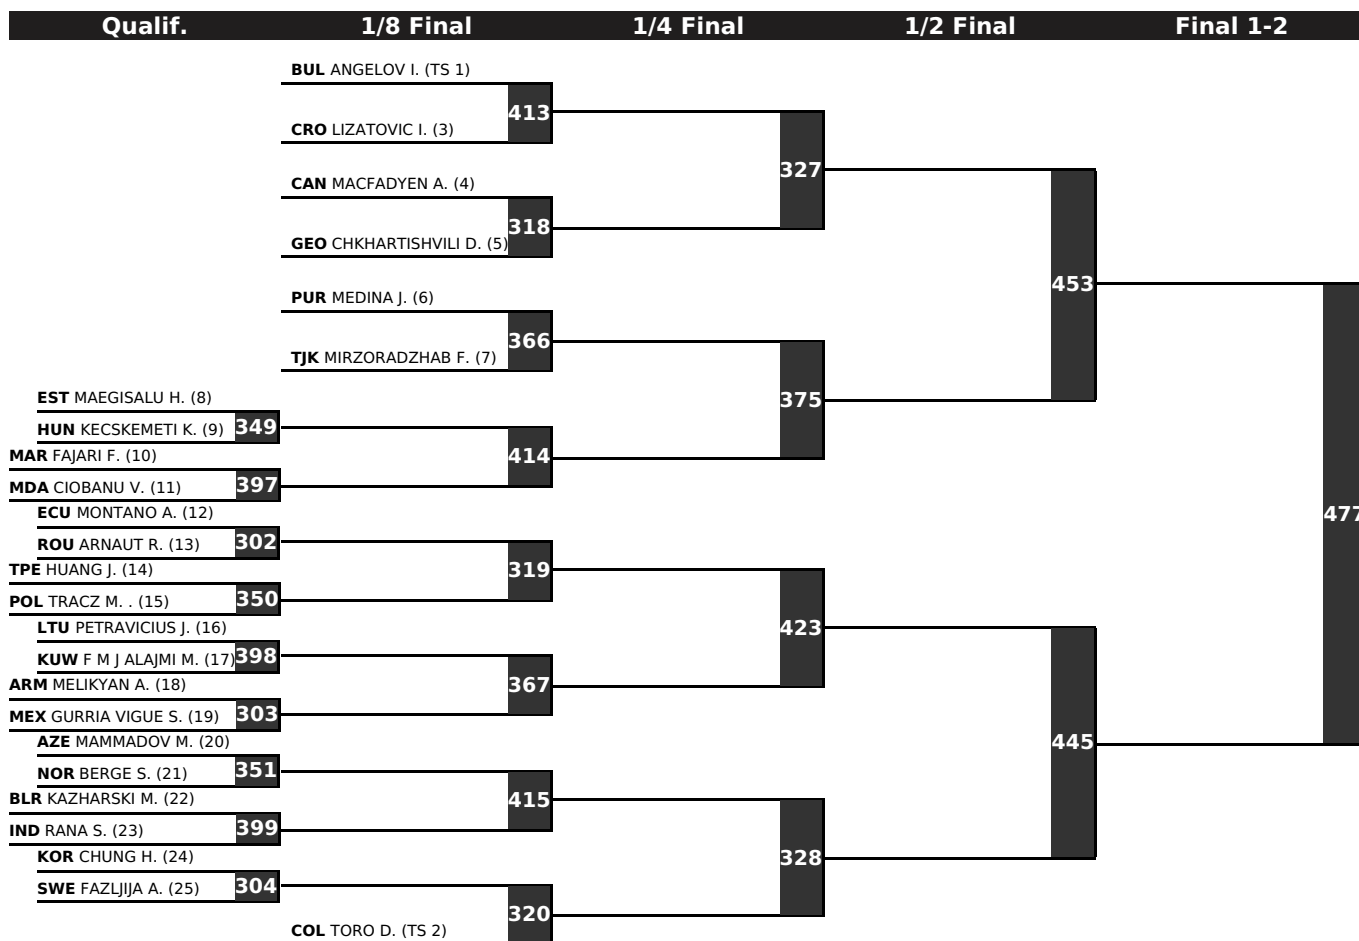 Qualif. 1/8 Final 1/4 Final 1/2 Final Final 1-2
BUL ANGELOV I. (TS 1)
413
CRO LIZATOVIC I. (3)
327
CAN MACFADYEN A. (4)
318
GEO CHKHARTISHVILI D. (5)
453
PUR MEDINA J. (6)
366
TJK MIRZORADZHAB F. (7)
EST MAEGISALU H. (8)
375
HUN KECSKEMETI K. (9) 349
MAR FAJARI F. (10)
414
MDA CIOBANU V. (11) 397
ECU MONTANO A. (12)
477
ROU ARNAUT R. (13) 302
TPE HUANG J. (14)
319
POL TRACZ M. . (15) 350
LTU PETRAVICIUS J. (16)
423
KUW F M J ALAJMI M. (17) 398
ARM MELIKYAN A. (18)
367
MEX GURRIA VIGUE S. (19) 303
AZE MAMMADOV M. (20)
445
NOR BERGE S. (21) 351
BLR KAZHARSKI M. (22)
415
IND RANA S. (23) 399
KOR CHUNG H. (24)
328
SWE FAZLJIJA A. (25) 304
320
COL TORO D. (TS 2)